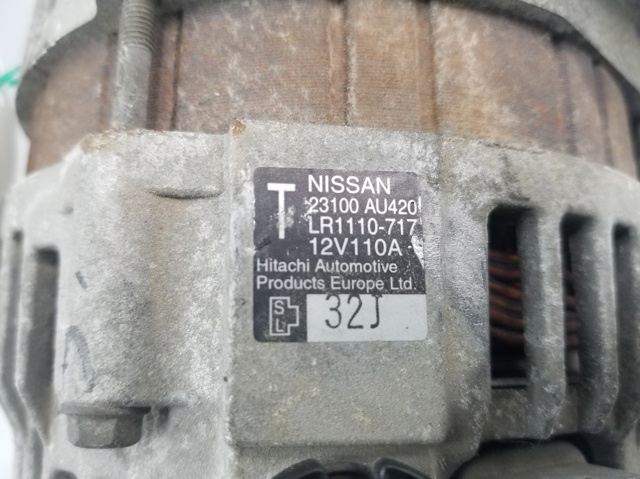 T NISSAN
23100 AU420
LR1110-717
12V110A
Hitachi Automotive
Products Europe Ltd.
S
L
32J